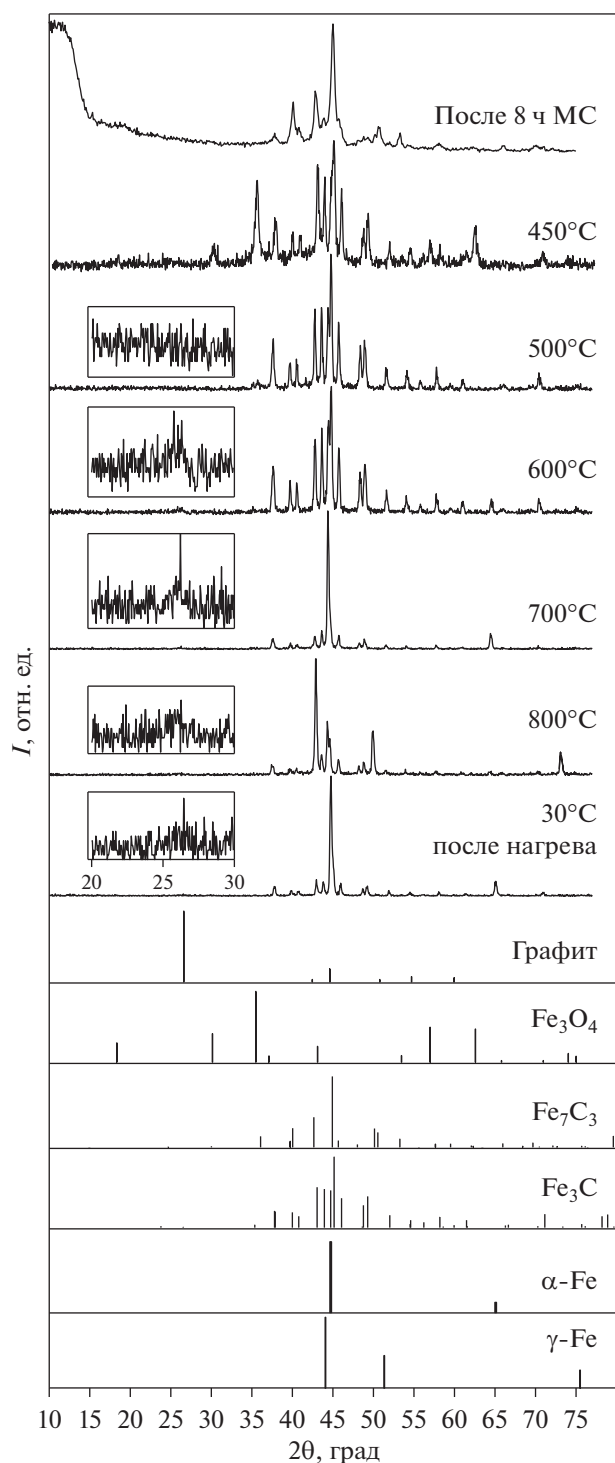 После 8 ч МС
450°C
500°C
600°C
700°C
800°C
30°C
после нагрева
20 25 30
I, отн. ед.
Графит
Fe₃O₄
Fe₇C₃
Fe₃C
α-Fe
γ-Fe
10 15 20 25 30 35 40 45 50 55 60 65 70 75
2θ, град